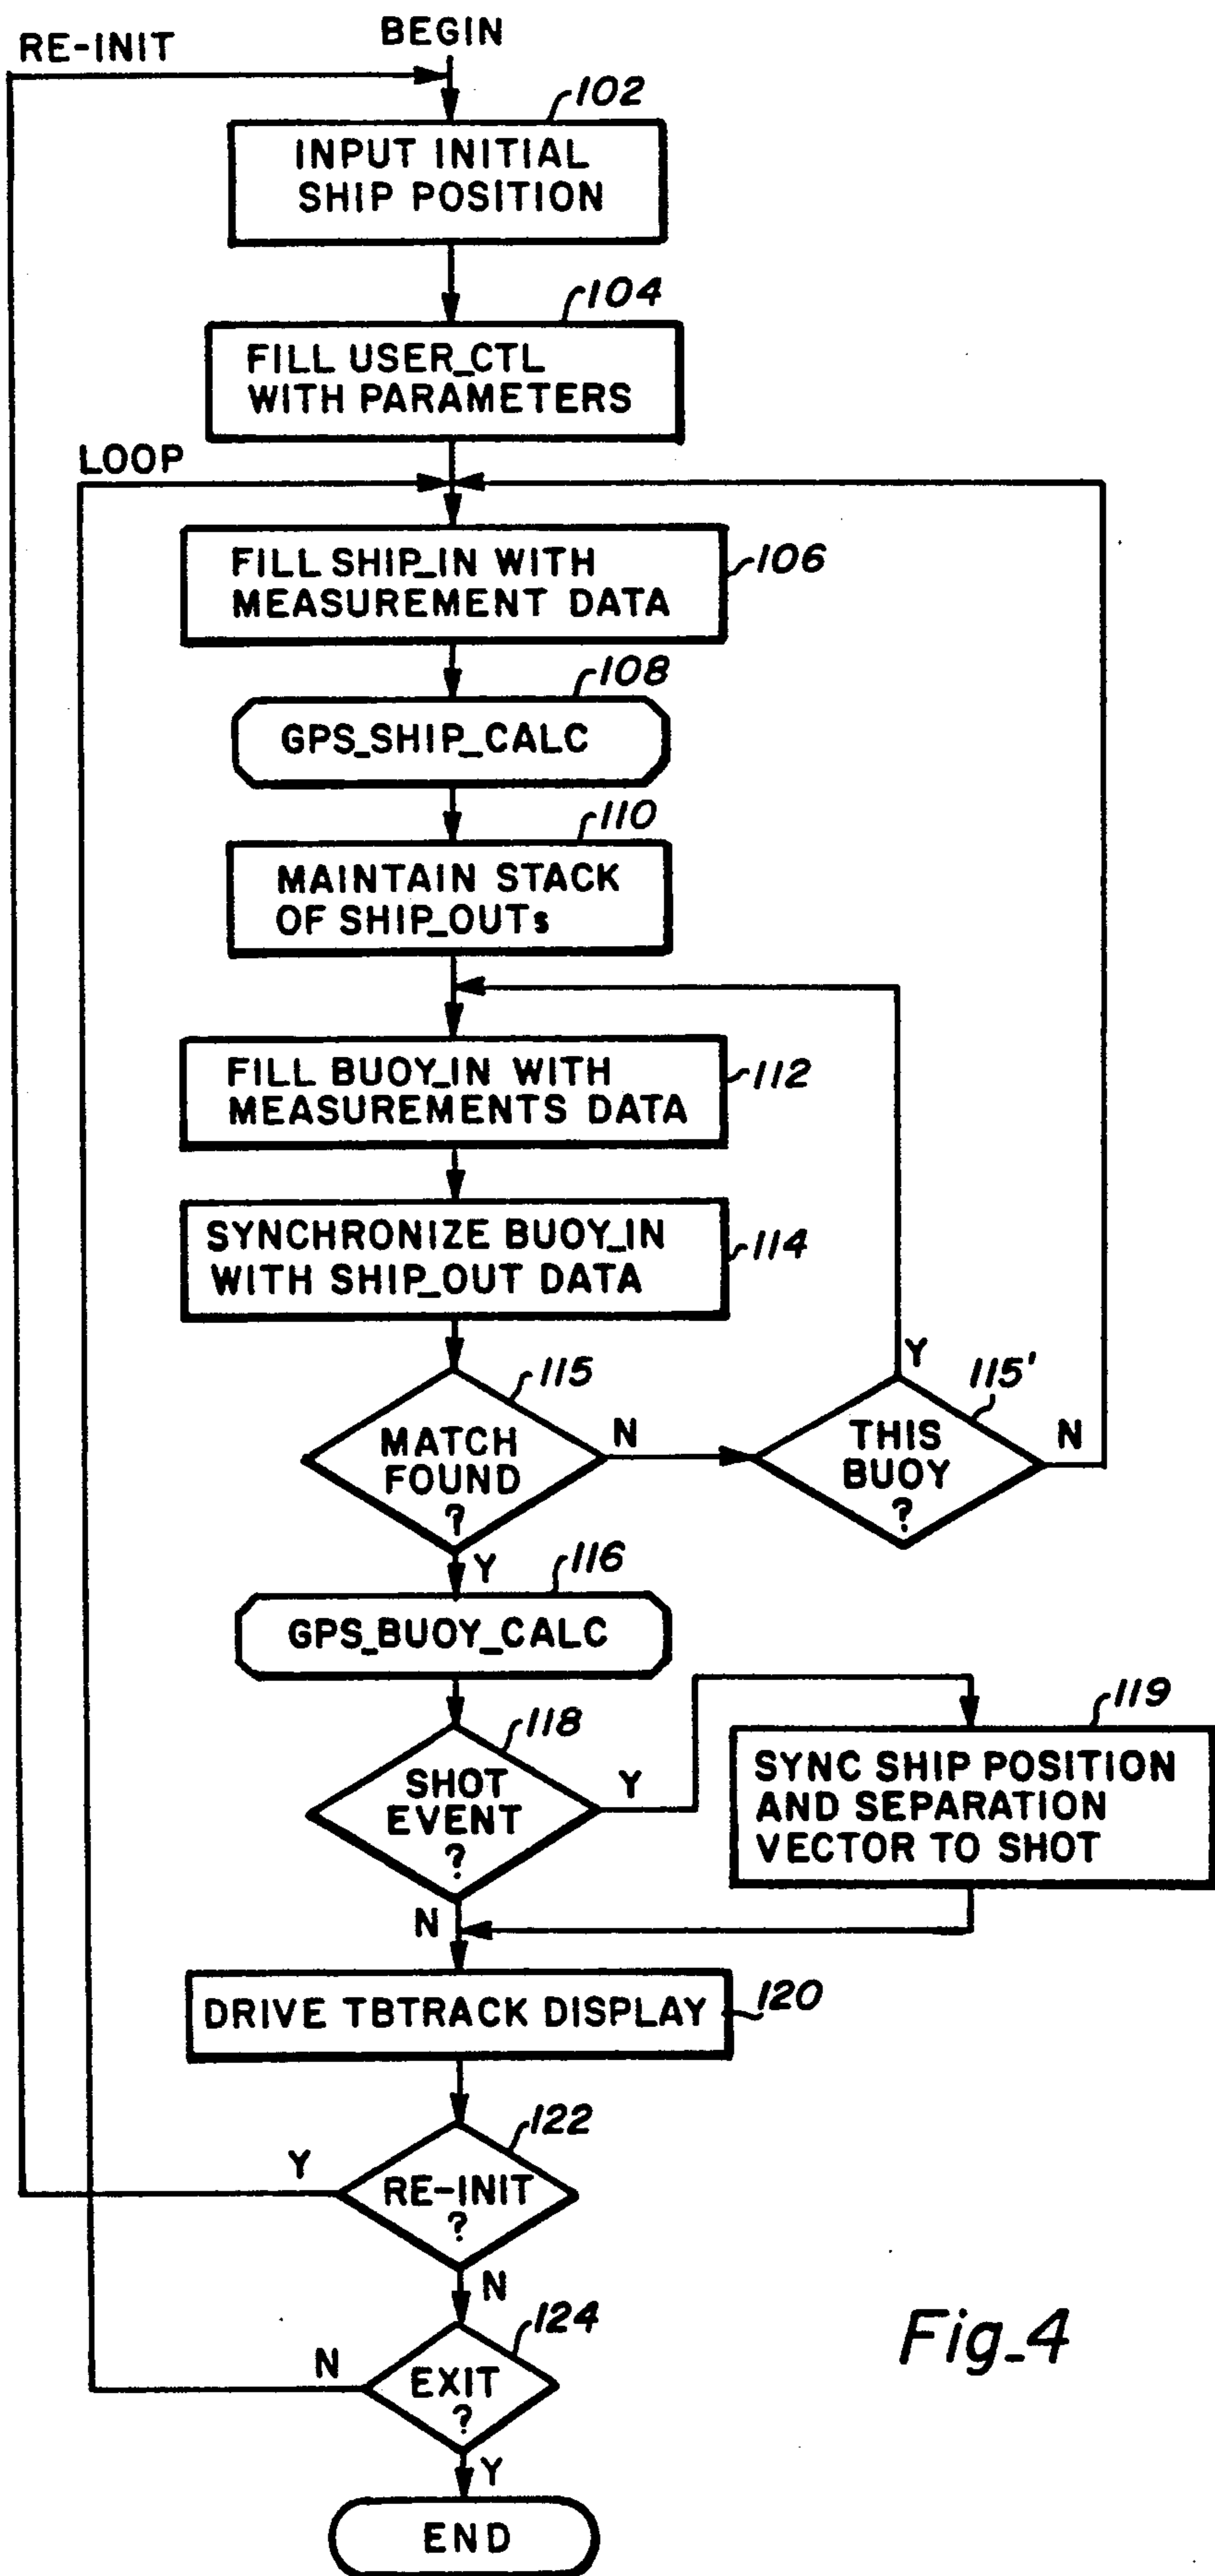 RE-INIT
BEGIN
102
INPUT INITIAL
SHIP POSITION
104
FILL USER_CTL
WITH PARAMETERS
LOOP
FILL SHIP_IN WITH
MEASUREMENT DATA
106
108
GPS_SHIP_CALC
110
MAINTAIN STACK
OF SHIP_OUTs
FILL BUOY_IN WITH
MEASUREMENTS DATA
112
SYNCHRONIZE BUOY_IN
WITH SHIP_OUT DATA
114
115
MATCH
FOUND
?
N
Y
115'
THIS
BUOY
?
N
Y
116
GPS_BUOY_CALC
118
SHOT
EVENT
?
Y
119
SYNC SHIP POSITION
AND SEPARATION
VECTOR TO SHOT
N
DRIVE TBTRACK DISPLAY
120
122
Y
RE-INIT
?
N
124
N
EXIT
?
Y
END
Fig_4